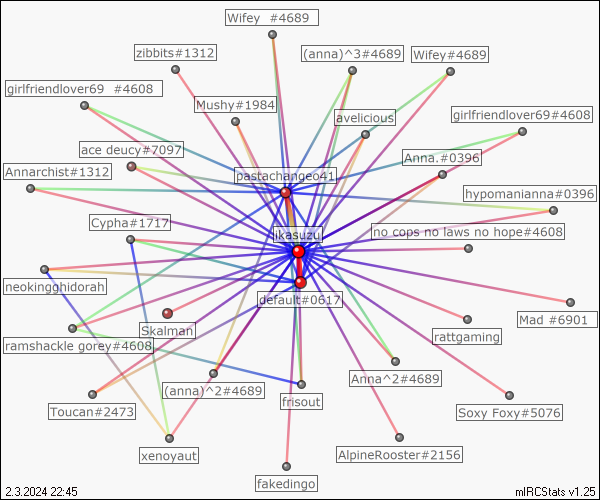 Wifey  #4689
zibbits#1312
(anna)^3#4689
Wifey#4689
girlfriendlover69  #4608
Mushy#1984
avelicious
girlfriendlover69#4608
ace deucy#7097
Anna.#0396
Annarchist#1312
pastachangeo41
hypomanianna#0396
Cypha#1717
jkasuzu
no cops no laws no hope#4608
neokingghidorah
default#0617
Mad #6901
Skalman
rattgaming
ramshackle gorey#4608
Anna^2#4689
(anna)^2#4689
frisout
Toucan#2473
Soxy Foxy#5076
xenoyaut
AlpineRooster#2156
fakedingo
2.3.2024 22:45
mIRCStats v1.25